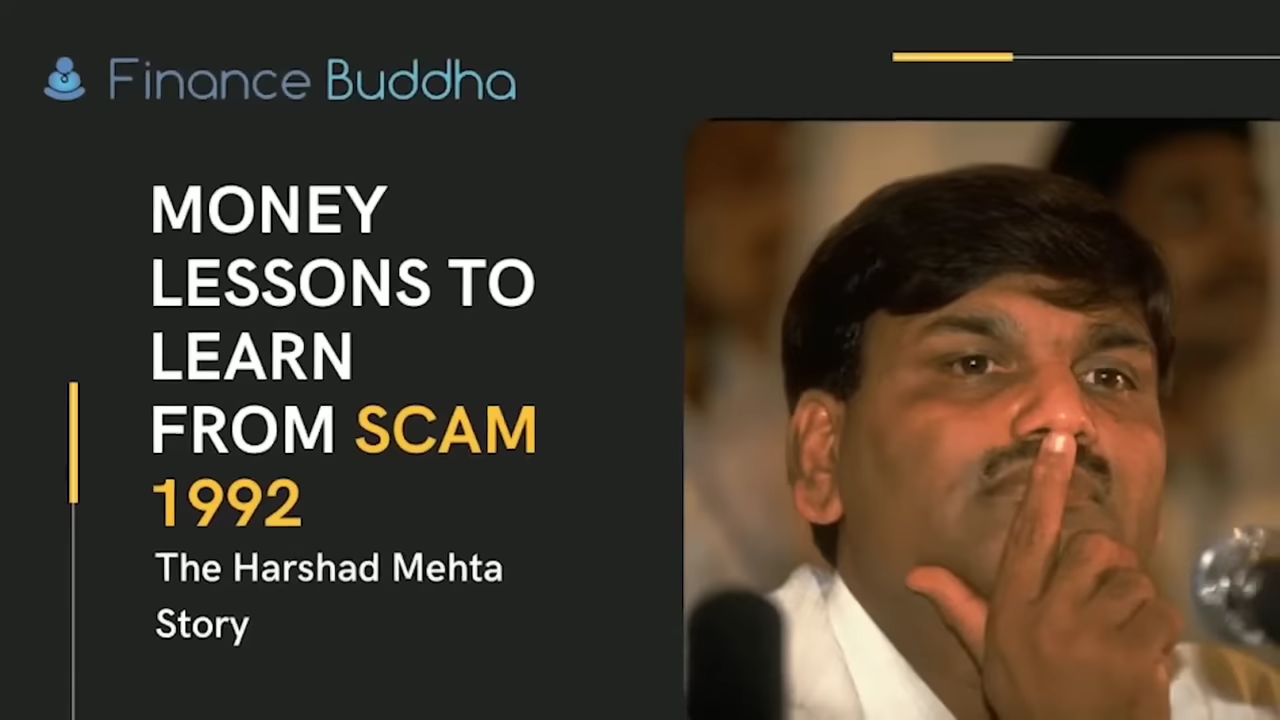 Finance Buddha
MONEY
LESSONS TO
LEARN
FROM SCAM
1992
The Harshad Mehta
Story